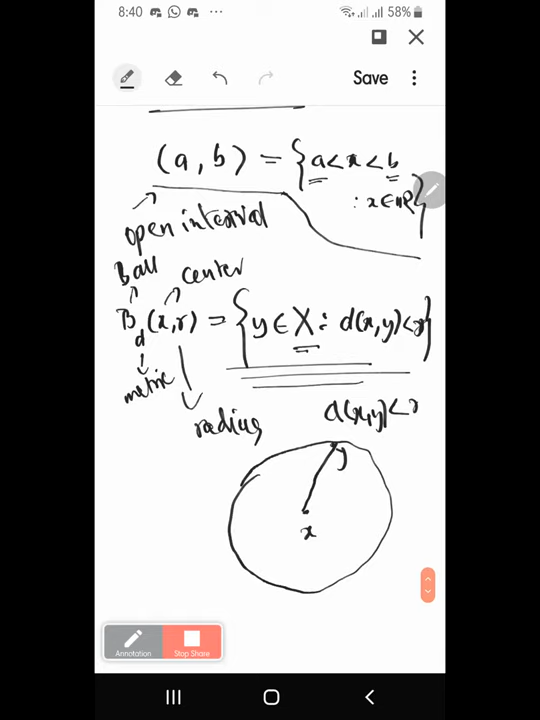 8:40 58%
Save
(a, b) = {a<x<b
: x∈ℝ}
open interval
Ball center
B_d(x,r) = {y∈X : d(x,y)<r}
metric
radius
d(x,y)<r
y
x
Annotation Stop Share